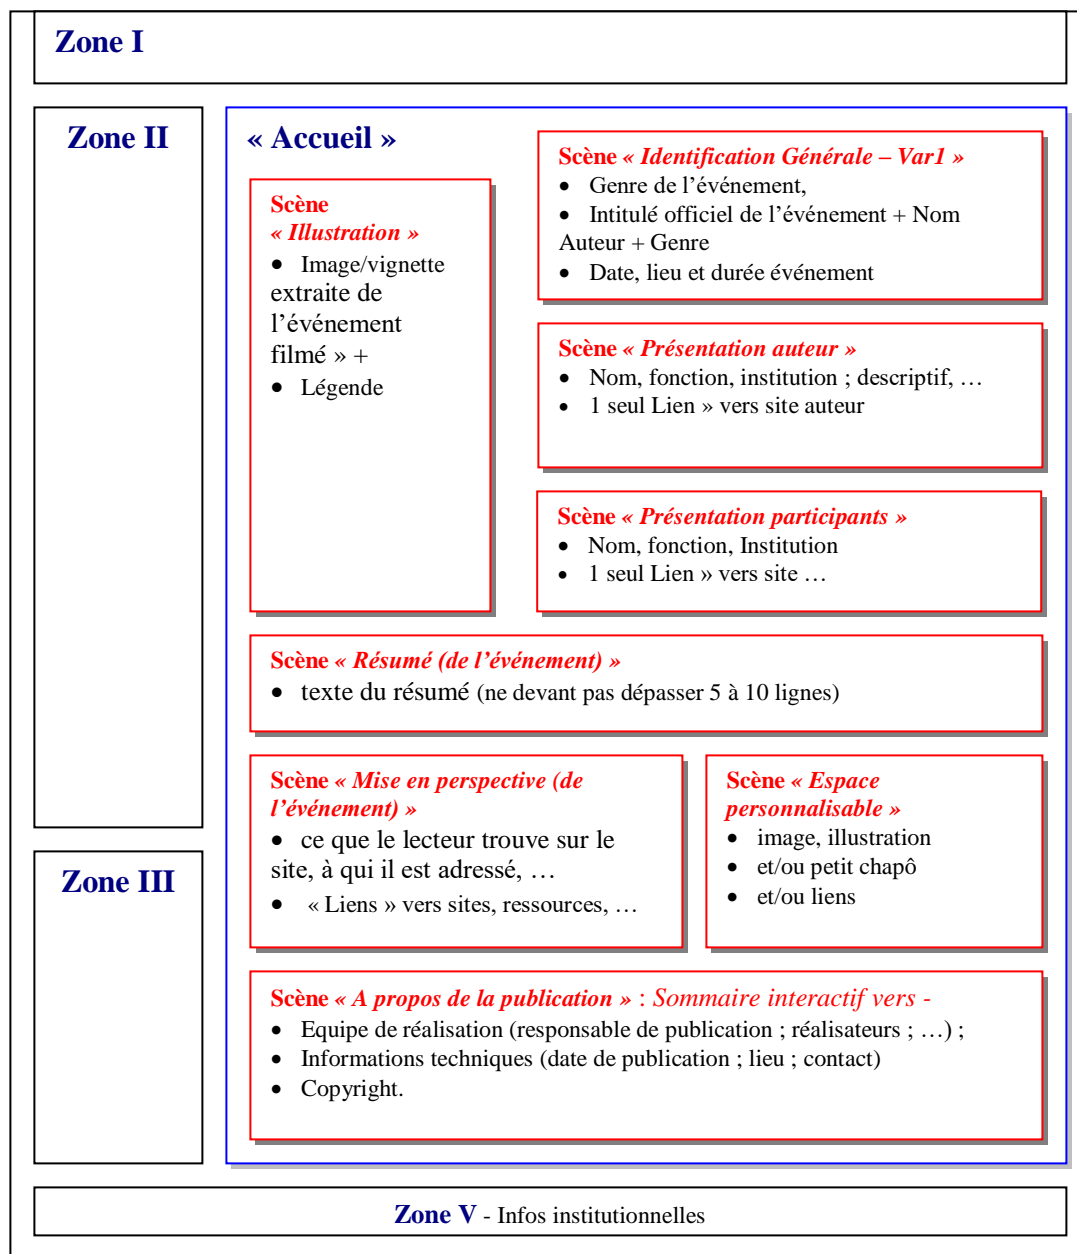 Zone I
Zone II
« Accueil »
Scène
« Illustration »
• Image/vignette
extraite de
l’événement
filmé » +
• Légende
Scène « Identification Générale – Var1 »
• Genre de l’événement,
• Intitulé officiel de l’événement + Nom
Auteur + Genre
• Date, lieu et durée événement
Scène « Présentation auteur »
• Nom, fonction, institution ; descriptif, …
• 1 seul Lien » vers site auteur
Scène « Présentation participants »
• Nom, fonction, Institution
• 1 seul Lien » vers site …
Scène « Résumé (de l’événement) »
• texte du résumé (ne devant pas dépasser 5 à 10 lignes)
Scène « Mise en perspective (de
l’événement) »
• ce que le lecteur trouve sur le
site, à qui il est adressé, …
• « Liens » vers sites, ressources, …
Scène « Espace
personnalisable »
• image, illustration
• et/ou petit chapô
• et/ou liens
Zone III
Scène « A propos de la publication » : Sommaire interactif vers -
• Equipe de réalisation (responsable de publication ; réalisateurs ; …) ;
• Informations techniques (date de publication ; lieu ; contact)
• Copyright.
Zone V - Infos institutionnelles